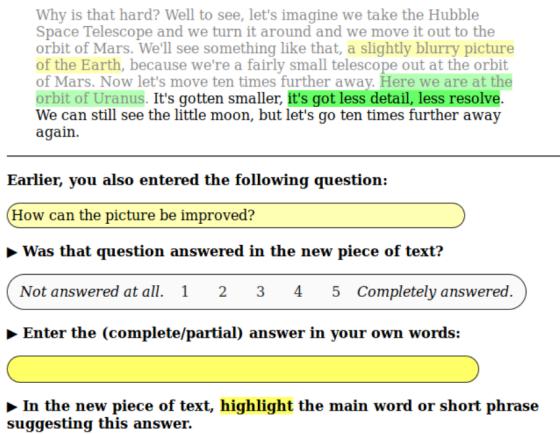 Why is that hard? Well to see, let's imagine we take the Hubble
Space Telescope and we turn it around and we move it out to the
orbit of Mars. We'll see something like that, a slightly blurry picture
of the Earth, because we're a fairly small telescope out at the orbit
of Mars. Now let's move ten times further away. Here we are at the
orbit of Uranus. It's gotten smaller, it's got less detail, less resolve.
We can still see the little moon, but let's go ten times further away
again.
Earlier, you also entered the following question:
How can the picture be improved?
▶ Was that question answered in the new piece of text?
Not answered at all. 1 2 3 4 5 Completely answered.
▶ Enter the (complete/partial) answer in your own words:
▶ In the new piece of text, highlight the main word or short phrase
suggesting this answer.